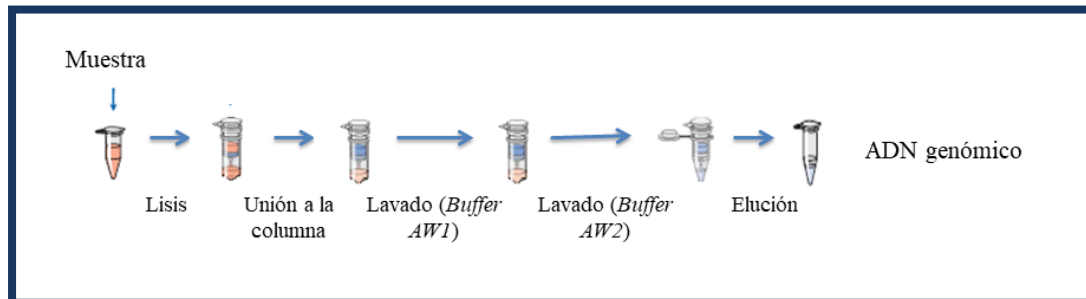 Muestra
Lisis
Unión a la
columna
Lavado (Buffer
AW1)
Lavado (Buffer
AW2)
Elución
ADN genómico